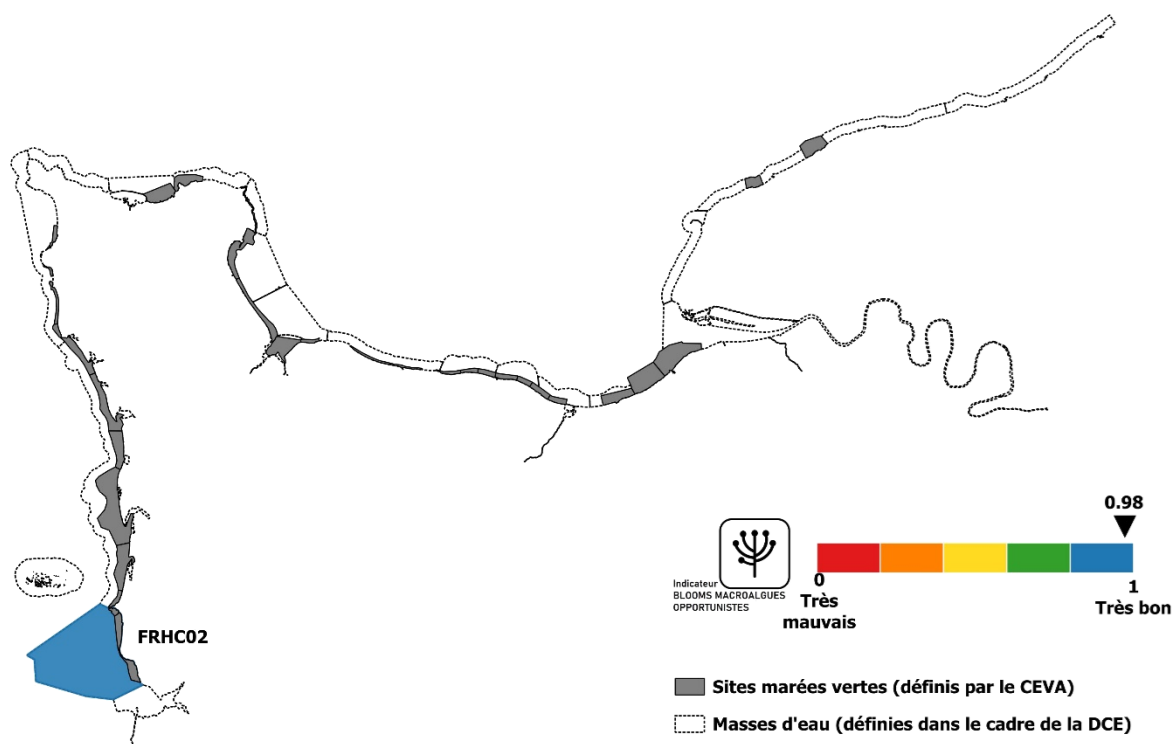 FRHC02
0.98
Indicateur
BLOOMS MACROALGUES
OPPORTUNISTES
0
Très
mauvais
1
Très bon
Sites marées vertes (définis par le CEVA)
Masses d'eau (définies dans le cadre de la DCE)